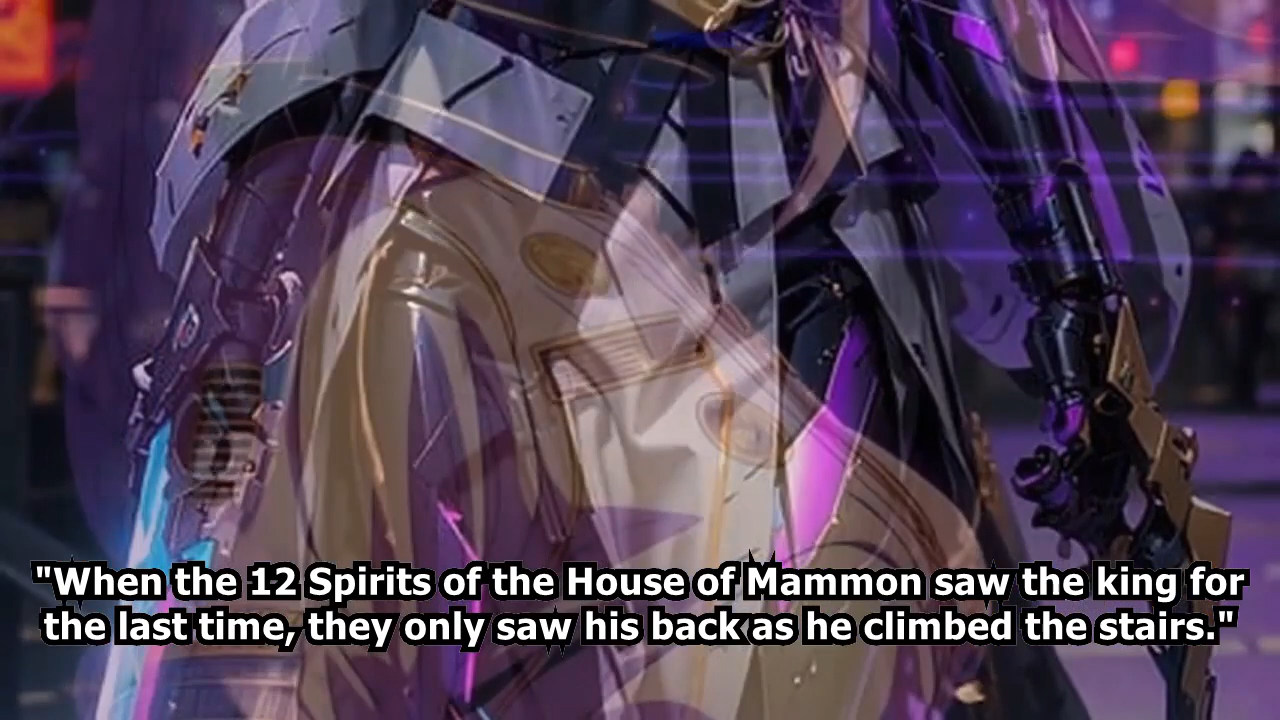 "When the 12 Spirits of the House of Mammon saw the king for
the last time, they only saw his back as he climbed the stairs."